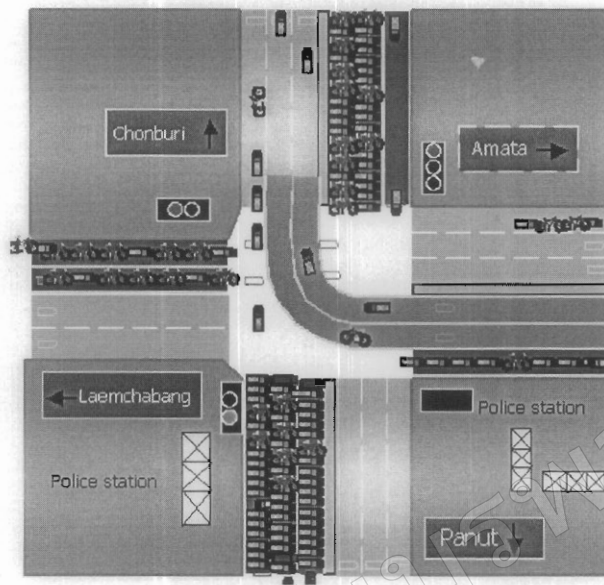 Chonburi
Amata
Laemchabang
Police station
Police station
Panut